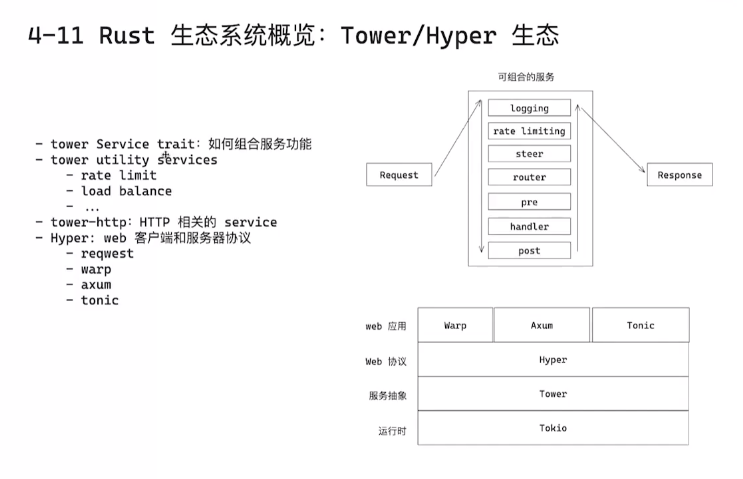 4-11 Rust 生态系统概览：Tower/Hyper 生态
- tower Service trait：如何组合服务功能
- tower utility services
- rate limit
- load balance
- ...
- tower-http：HTTP 相关的 service
- Hyper：web 客户端和服务器协议
- reqwest
- warp
- axum
- tonic
可组合的服务
logging
rate limiting
steer
router
pre
handler
post
Request
Response
web 应用
Warp
Axum
Tonic
Web 协议
Hyper
服务抽象
Tower
运行时
Tokio